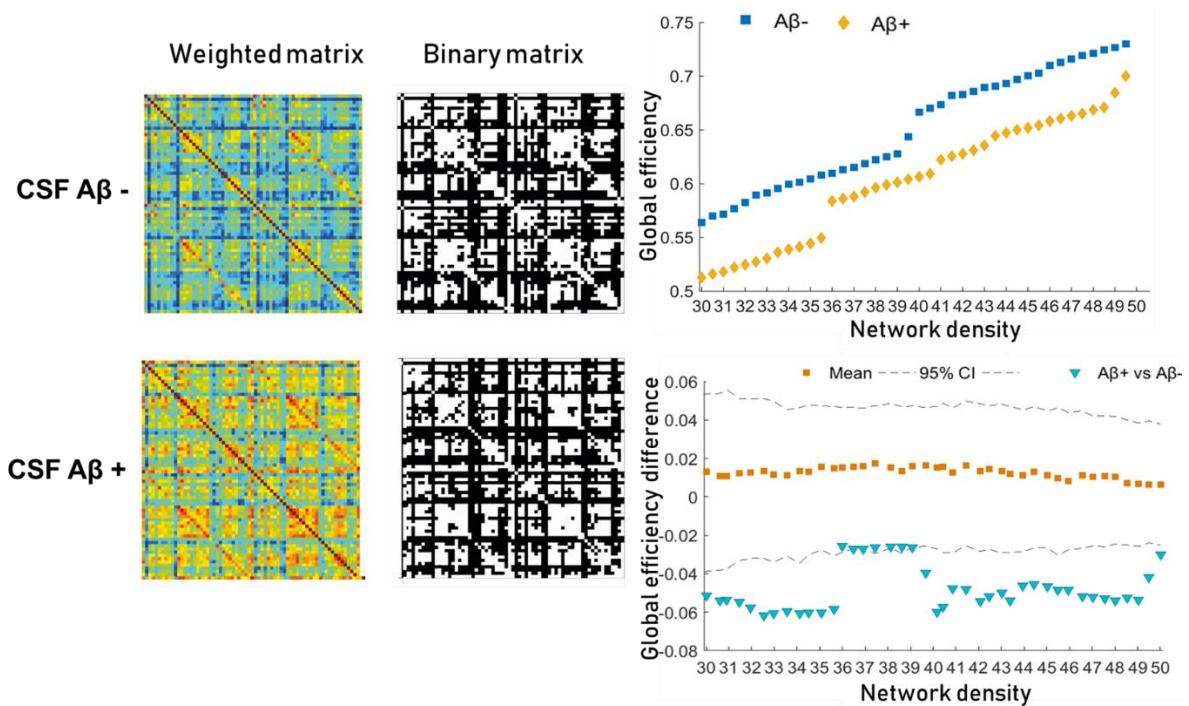 Weighted matrix
Binary matrix
CSF Aβ -
CSF Aβ +
Aβ- Aβ+
Global efficiency
0.75
0.7
0.65
0.6
0.55
0.5
30 31 32 33 34 35 36 37 38 39 40 41 42 43 44 45 46 47 48 49 50
Network density
Mean 95% CI Aβ+ vs Aβ-
Global efficiency difference
0.06
0.04
0.02
0
-0.02
-0.04
-0.06
-0.08
30 31 32 33 34 35 36 37 38 39 40 41 42 43 44 45 46 47 48 49 50
Network density